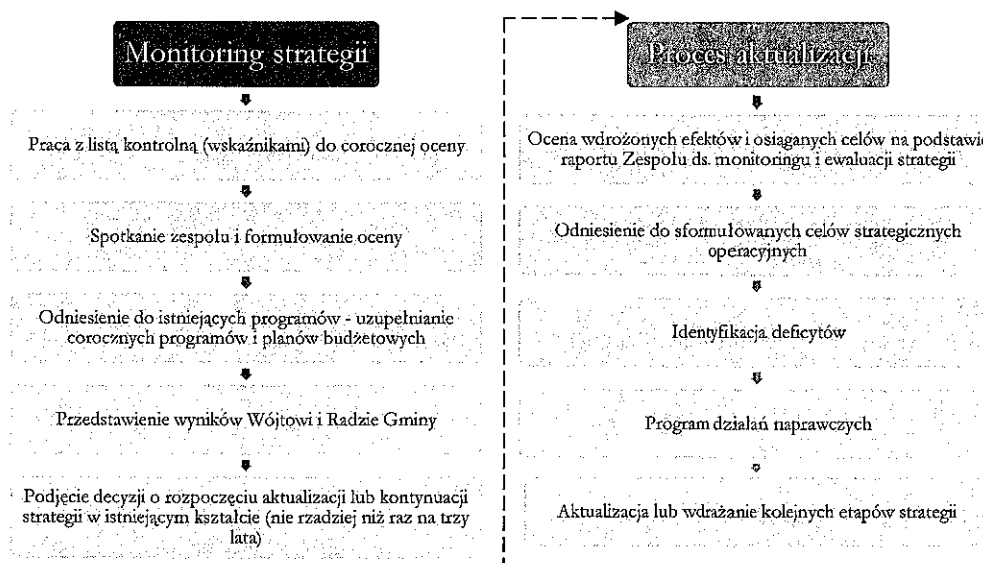 Monitoring strategii
Praca z listą kontrolną (wskaźnikami) do corocznej oceny
Spotkanie zespołu i formułowanie oceny
Odniesienie do istniejących programów - uzupełnianie
corocznych programów i planów budżetowych
Przedstawienie wyników Wójtowi i Radzie Gminy
Podjęcie decyzji o rozpoczęciu aktualizacji lub kontynuacji
strategii w istniejącym kształcie (nie rzadziej niż raz na trzy
lata)
Proces aktualizacji
Ocena wdrożonych efektów i osiąganych celów na podstawie
raportu Zespołu ds. monitoringu i ewaluacji strategii
Odniesienie do sformułowanych celów strategicznych
operacyjnych
Identyfikacja deficytów
Program działań naprawczych
Aktualizacja lub wdrażanie kolejnych etapów strategii